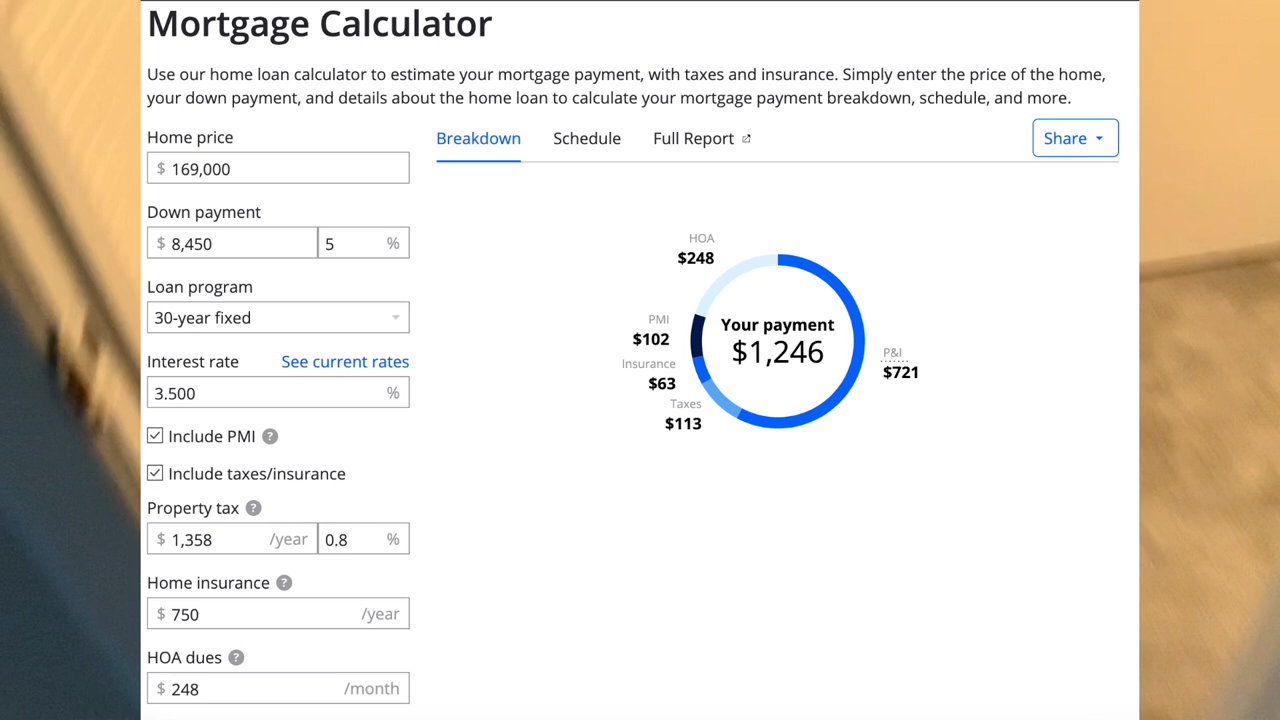 Mortgage Calculator
Use our home loan calculator to estimate your mortgage payment, with taxes and insurance. Simply enter the price of the home,
your down payment, and details about the home loan to calculate your mortgage payment breakdown, schedule, and more.
Home price
$ 169,000
Down payment
$ 8,450 5 %
Loan program
30-year fixed
Interest rate See current rates
3.500 %
Include PMI ?
Include taxes/insurance
Property tax ?
$ 1,358 /year 0.8 %
Home insurance ?
$ 750 /year
HOA dues ?
$ 248 /month
Breakdown Schedule Full Report Share
HOA
$248
PMI
$102
Insurance
$63
Taxes
$113
Your payment
$1,246
P&I
$721